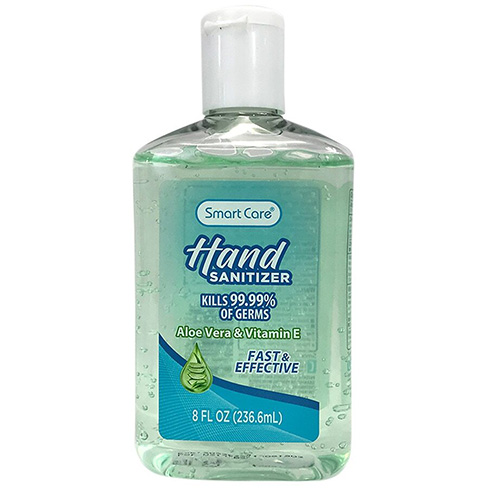 Smart Care®
Hand
SANITIZER
KILLS 99.99%
OF GERMS
Aloe Vera & Vitamin E
FAST &
EFFECTIVE
8 FL OZ (236.6mL)